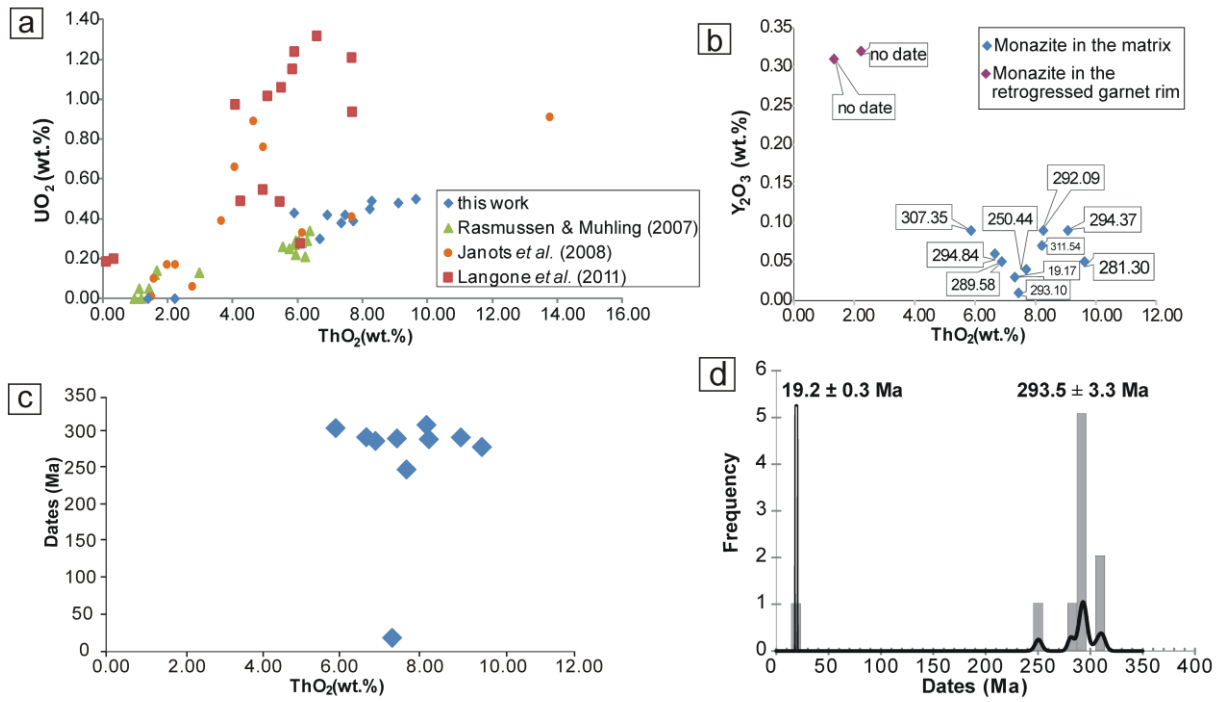 a
1.40
1.20
1.00
0.80
0.60
0.40
0.20
0.00
UO2 (wt.%)
0.00 2.00 4.00 6.00 8.00 10.00 12.00 14.00 16.00
ThO2(wt.%)
this work
Rasmussen & Muhling (2007)
Janots et al. (2008)
Langone et al. (2011)
b
0.35
0.30
0.25
0.20
0.15
0.10
0.05
0.00
Y2O3 (wt.%)
no date
no date
Monazite in the matrix
Monazite in the
retrogressed garnet rim
292.09
307.35
250.44
294.37
311.54
294.84
19.17
281.30
289.58
293.10
0.00 2.00 4.00 6.00 8.00 10.00 12.00
ThO2(wt.%)
c
350
300
250
200
150
100
50
0
Dates (Ma)
0.00 2.00 4.00 6.00 8.00 10.00 12.00
ThO2(wt.%)
d
6
5
4
3
2
1
0
Frequency
19.2 ± 0.3 Ma
293.5 ± 3.3 Ma
0 50 100 150 200 250 300 350 400
Dates (Ma)